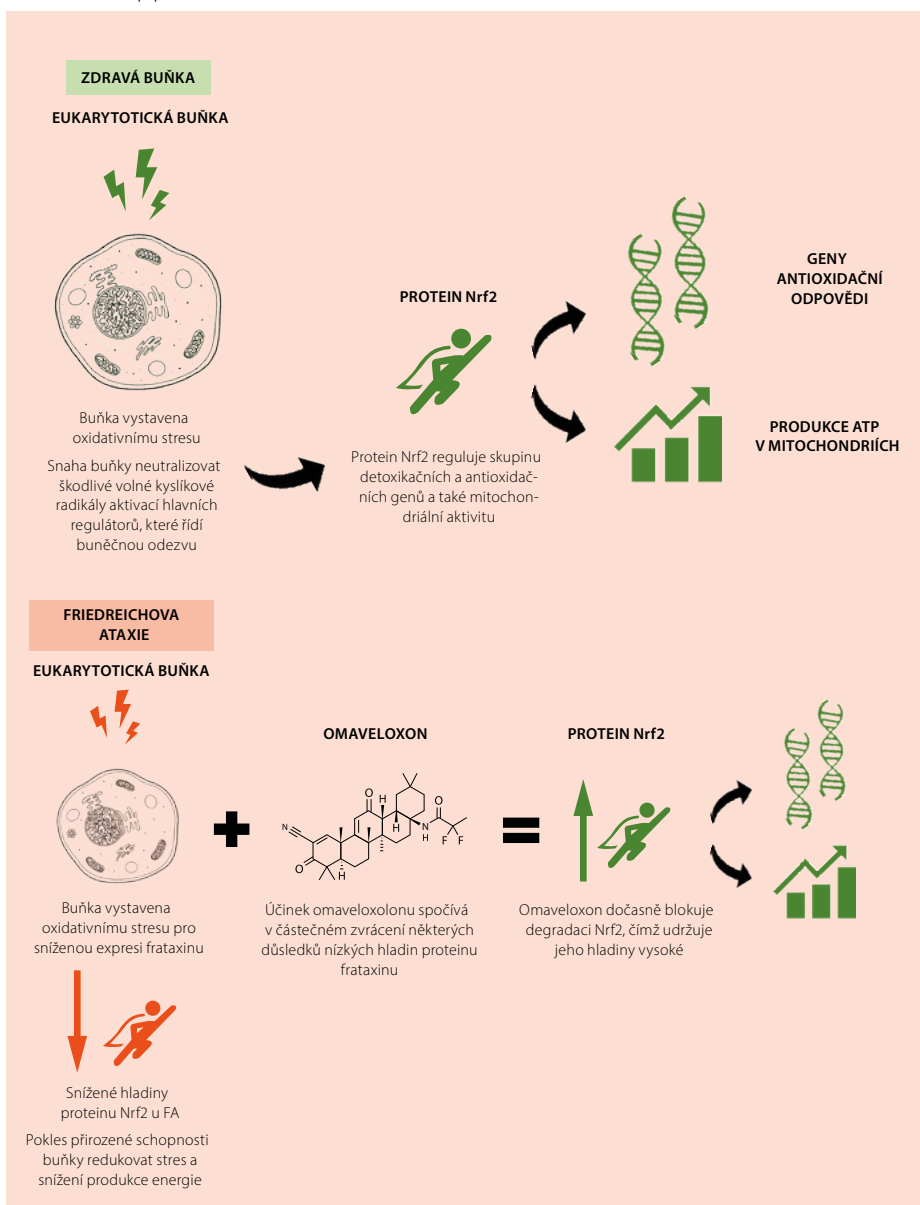 ZDRAVÁ BUŇKA
EUKARYTOTICKÁ BUŇKA
Buňka vystavena
oxidativnímu stresu
Snaha buňky neutralizovat
škodlivé volné kyslíkové
radikály aktivací hlavních
regulátorů, které řídí
buněčnou odezvu
PROTEIN Nrf2
Protein Nrf2 reguluje skupinu
detoxikačních a antioxidač-
ních genů a také mitochon-
driální aktivitu
GENY
ANTIOXIDAČNÍ
ODPOVĚDI
PRODUKCE ATP
V MITOCHONDRIÍCH
FRIEDREICHOVA
ATAXIE
EUKARYTOTICKÁ BUŇKA
Buňka vystavena
oxidativnímu stresu pro
sníženou expresi frataxinu
Snížené hladiny
proteinu Nrf2 u FA
Pokles přirozené schopnosti
buňky redukovat stres a
snížení produkce energie
+
OMAVELOXON
N
O
O
H
H
H
N
H
O
F F
Účinek omaveloxolonu spočívá
v částečném zvrácení některých
důsledků nízkých hladin proteinu
frataxinu
=
PROTEIN Nrf2
Omaveloxon dočasně blokuje
degradaci Nrf2, čímž udržuje
jeho hladiny vysoké